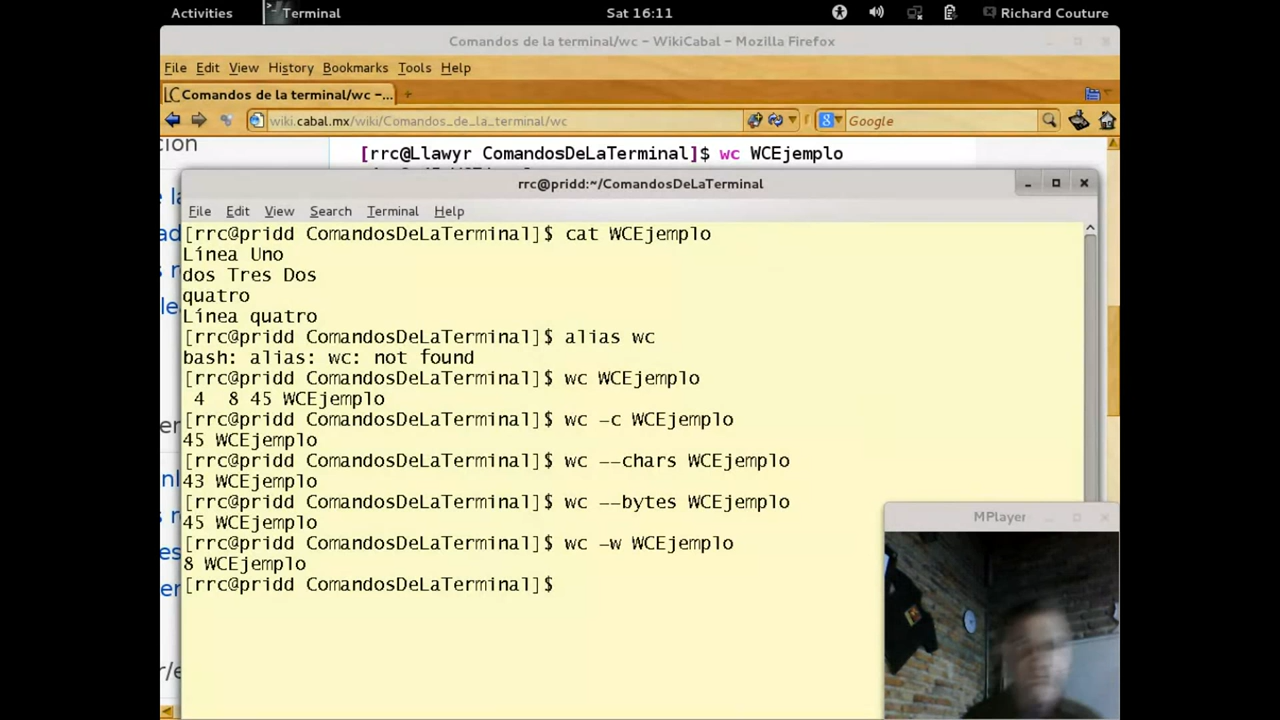 Activities Terminal Sat 16:11 Richard Couture
Comandos de la terminal/wc – WikiCabal – Mozilla Firefox
File Edit View History Bookmarks Tools Help
Comandos de la terminal/wc –...
wiki.cabal.mx/wiki/Comandos_de_la_terminal/wc Google
[rrc@Llawyr ComandosDeLaTerminal]$ wc WCEjemplo
rrc@pridd:~/ComandosDeLaTerminal
File Edit View Search Terminal Help
[rrc@pridd ComandosDeLaTerminal]$ cat WCEjemplo
Línea Uno
dos Tres Dos
quatro
Línea quatro
[rrc@pridd ComandosDeLaTerminal]$ alias wc
bash: alias: wc: not found
[rrc@pridd ComandosDeLaTerminal]$ wc WCEjemplo
4 8 45 WCEjemplo
[rrc@pridd ComandosDeLaTerminal]$ wc -c WCEjemplo
45 WCEjemplo
[rrc@pridd ComandosDeLaTerminal]$ wc --chars WCEjemplo
43 WCEjemplo
[rrc@pridd ComandosDeLaTerminal]$ wc --bytes WCEjemplo
45 WCEjemplo
[rrc@pridd ComandosDeLaTerminal]$ wc -w WCEjemplo
8 WCEjemplo
[rrc@pridd ComandosDeLaTerminal]$
MPlayer